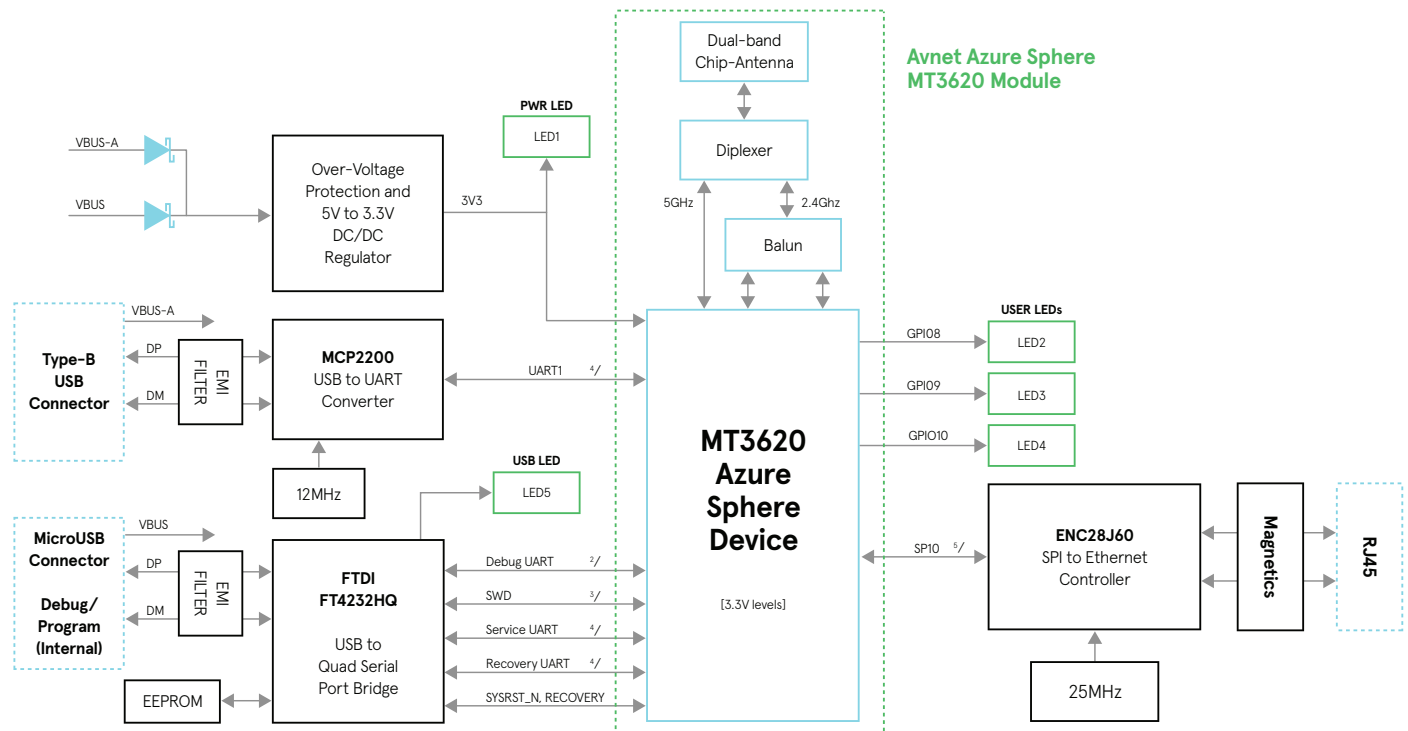 Dual-band
Chip-Antenna
Avnet Azure Sphere
MT3620 Module
Diplexer
5GHz
2.4Ghz
Balun
PWR LED
LED1
VBUS-A
VBUS
Over-Voltage
Protection and
5V to 3.3V
DC/DC
Regulator
3V3
Type-B
USB
Connector
VBUS-A
DP
DM
EMI
FILTER
MCP2200
USB to UART
Converter
UART1 4/
12MHz
USB LED
LED5
MicroUSB
Connector
Debug/
Program
(Internal)
VBUS
DP
DM
EMI
FILTER
FTDI
FT4232HQ
USB to
Quad Serial
Port Bridge
EEPROM
Debug UART 2/
SWD 3/
Service UART 4/
Recovery UART 4/
SYSRST_N, RECOVERY
MT3620
Azure
Sphere
Device
[3.3V levels]
USER LEDs
GPI08
LED2
GPI09
LED3
GPIO10
LED4
SP10 5/
ENC28J60
SPI to Ethernet
Controller
25MHz
Magnetics
RJ45